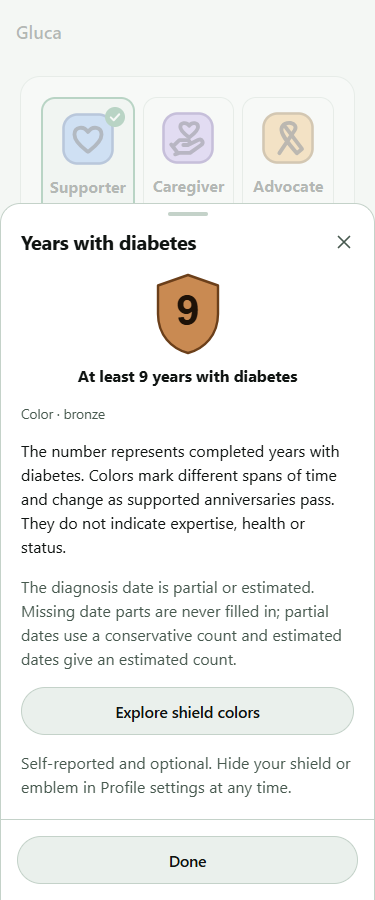 Gluca
Supporter
Caregiver
Advocate
Years with diabetes
9
At least 9 years with diabetes
Color · bronze
The number represents completed years with
diabetes. Colors mark different spans of time
and change as supported anniversaries pass.
They do not indicate expertise, health or
status.
The diagnosis date is partial or estimated.
Missing date parts are never filled in; partial
dates use a conservative count and estimated
dates give an estimated count.
Explore shield colors
Self-reported and optional. Hide your shield or
emblem in Profile settings at any time.
Done